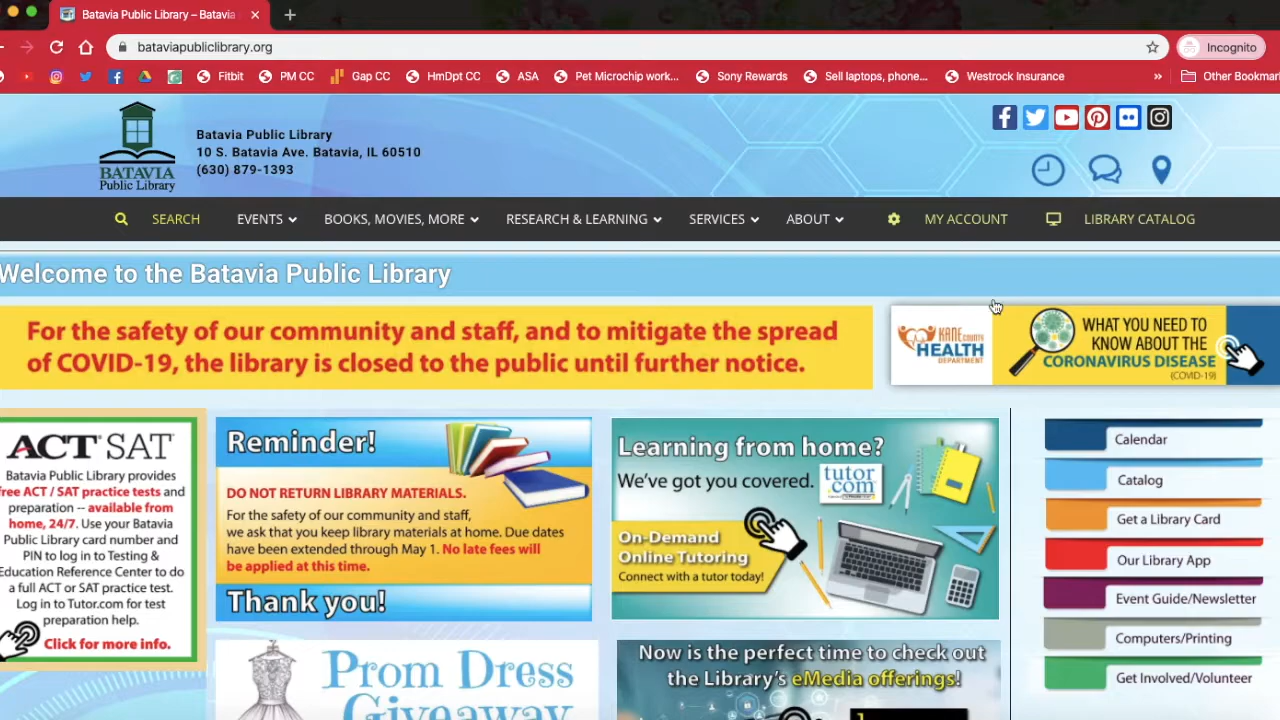 Batavia Public Library – Batavia
bataviapubliclibrary.org
Incognito
Fitbit
PM CC
Gap CC
HmDpt CC
ASA
Pet Microchip work...
Sony Rewards
Sell laptops, phone...
Westrock Insurance
»
Other Bookmar
BATAVIA
Public Library
Batavia Public Library
10 S. Batavia Ave. Batavia, IL 60510
(630) 879-1393
SEARCH
EVENTS
BOOKS, MOVIES, MORE
RESEARCH & LEARNING
SERVICES
ABOUT
MY ACCOUNT
LIBRARY CATALOG
Welcome to the Batavia Public Library
For the safety of our community and staff, and to mitigate the spread
of COVID-19, the library is closed to the public until further notice.
KANE COUNTY
HEALTH
DEPARTMENT
WHAT YOU NEED TO
KNOW ABOUT THE
CORONAVIRUS DISEASE
(COVID-19)
ACT SAT
Batavia Public Library provides
free ACT / SAT practice tests and
preparation -- available from
home, 24/7. Use your Batavia
Public Library card number and
PIN to log in to Testing &
Education Reference Center to do
a full ACT or SAT practice test.
Log in to Tutor.com for test
preparation help.
Click for more info.
Reminder!
DO NOT RETURN LIBRARY MATERIALS.
For the safety of our community and staff,
we ask that you keep library materials at home. Due dates
have been extended through May 1. No late fees will
be applied at this time.
Thank you!
Learning from home?
We've got you covered.
tutor
com
On-Demand
Online Tutoring
Connect with a tutor today!
Calendar
Catalog
Get a Library Card
Our Library App
Event Guide/Newsletter
Computers/Printing
Get Involved/Volunteer
Prom Dress
Giveaway
Now is the perfect time to check out
the Library's eMedia offerings!